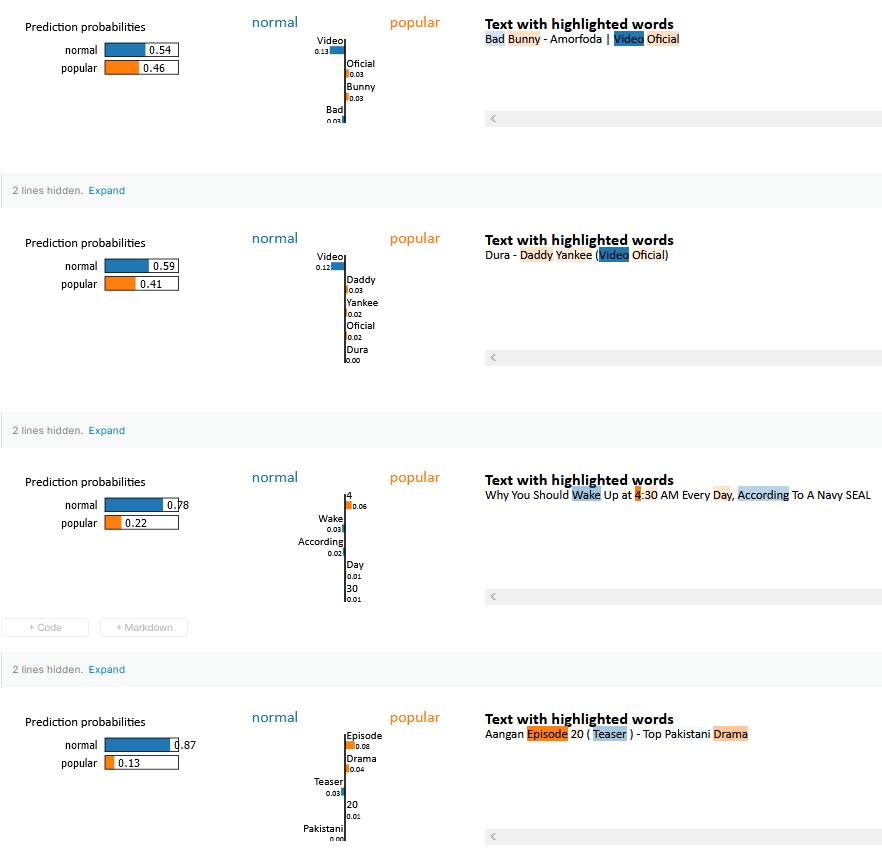 Prediction probabilities
normal 0.54
popular 0.46
normal popular
Video
0.13
Oficial
0.03
Bunny
0.03
Bad
0.03
Text with highlighted words
Bad Bunny - Amorfoda | Video Oficial
2 lines hidden. Expand
Prediction probabilities
normal 0.59
popular 0.41
normal popular
Video
0.12
Daddy
0.03
Yankee
0.02
Oficial
0.02
Dura
0.00
Text with highlighted words
Dura - Daddy Yankee (Video Oficial)
2 lines hidden. Expand
Prediction probabilities
normal 0.78
popular 0.22
normal popular
4
0.06
Wake
0.03
According
0.02
Day
0.01
30
0.01
Text with highlighted words
Why You Should Wake Up at 4:30 AM Every Day, According To A Navy SEAL
+ Code + Markdown
2 lines hidden. Expand
Prediction probabilities
normal 0.87
popular 0.13
normal popular
Episode
0.08
Drama
0.04
Teaser
0.03
20
0.01
Pakistani
0.00
Text with highlighted words
Aangan Episode 20 ( Teaser ) - Top Pakistani Drama